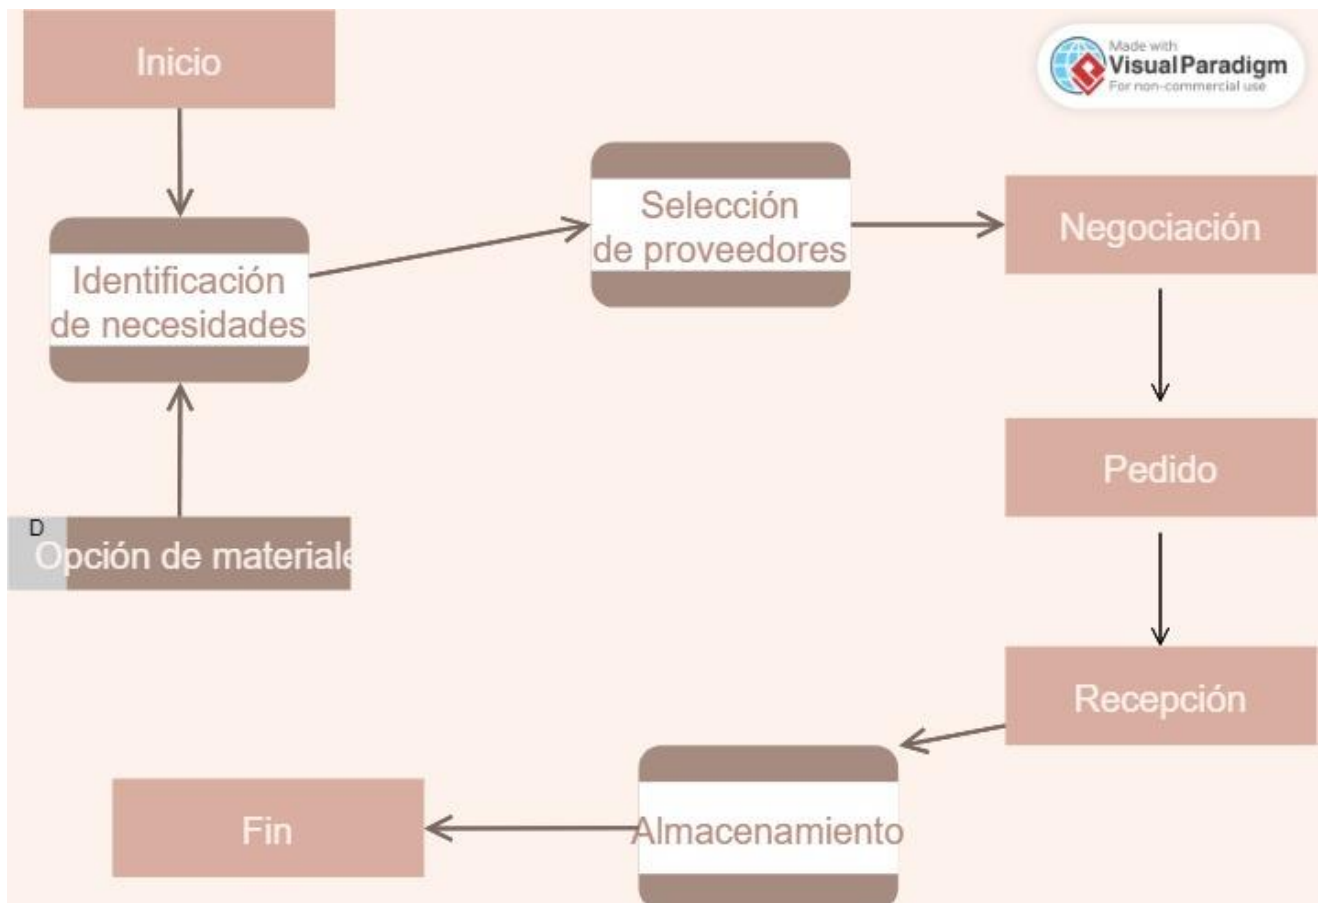 Inicio
Made with
Visual Paradigm
For non-commercial use
Selección
de proveedores
Negociación
Identificación
de necesidades
Pedido
D
Opción de materiale
Recepción
Almacenamiento
Fin